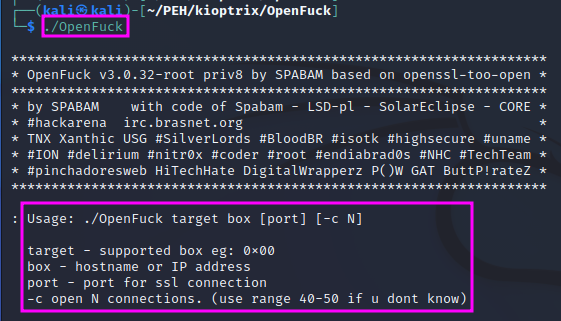 ┌──(kali㉿kali)-[~/PEH/kioptrix/OpenFuck]
└─$ ./OpenFuck
*******************************************************************
* OpenFuck v3.0.32-root priv8 by SPABAM based on openssl-too-open *
*******************************************************************
* by SPABAM    with code of Spabam - LSD-pl - SolarEclipse - CORE *
* #hackarena  irc.brasnet.org                                     *
* TNX Xanthic USG #SilverLords #BloodBR #isotk #highsecure #uname *
* #ION #delirium #nitr0x #coder #root #endiabrad0s #NHC #TechTeam *
* #pinchadoresweb HiTechHate DigitalWrapperz P()W GAT ButtP!rateZ *
*******************************************************************
: Usage: ./OpenFuck target box [port] [-c N]
target - supported box eg: 0×00
box - hostname or IP address
port - port for ssl connection
-c open N connections. (use range 40-50 if u dont know)